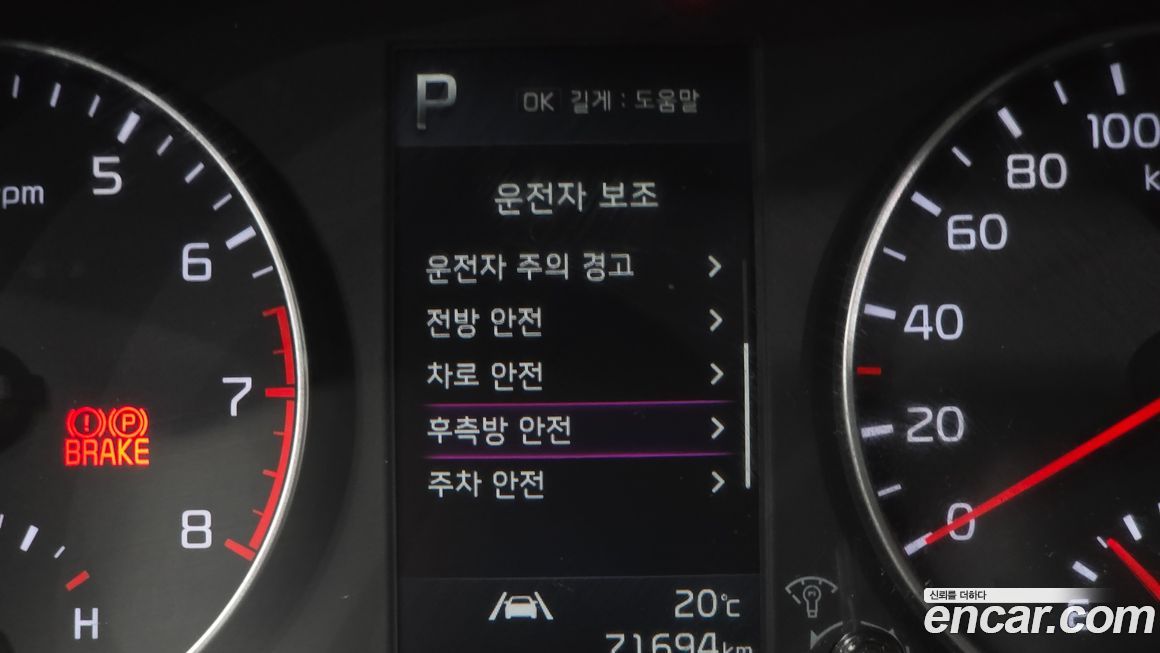 P
OK 길게 : 도움말
운전자 보조
운전자 주의 경고
전방 안전
차로 안전
후측방 안전
주차 안전
20°C
71694km
5
6
7
8
rpm
BRAKE
H
100
80
60
40
20
0
신뢰를 더하다
encar.com